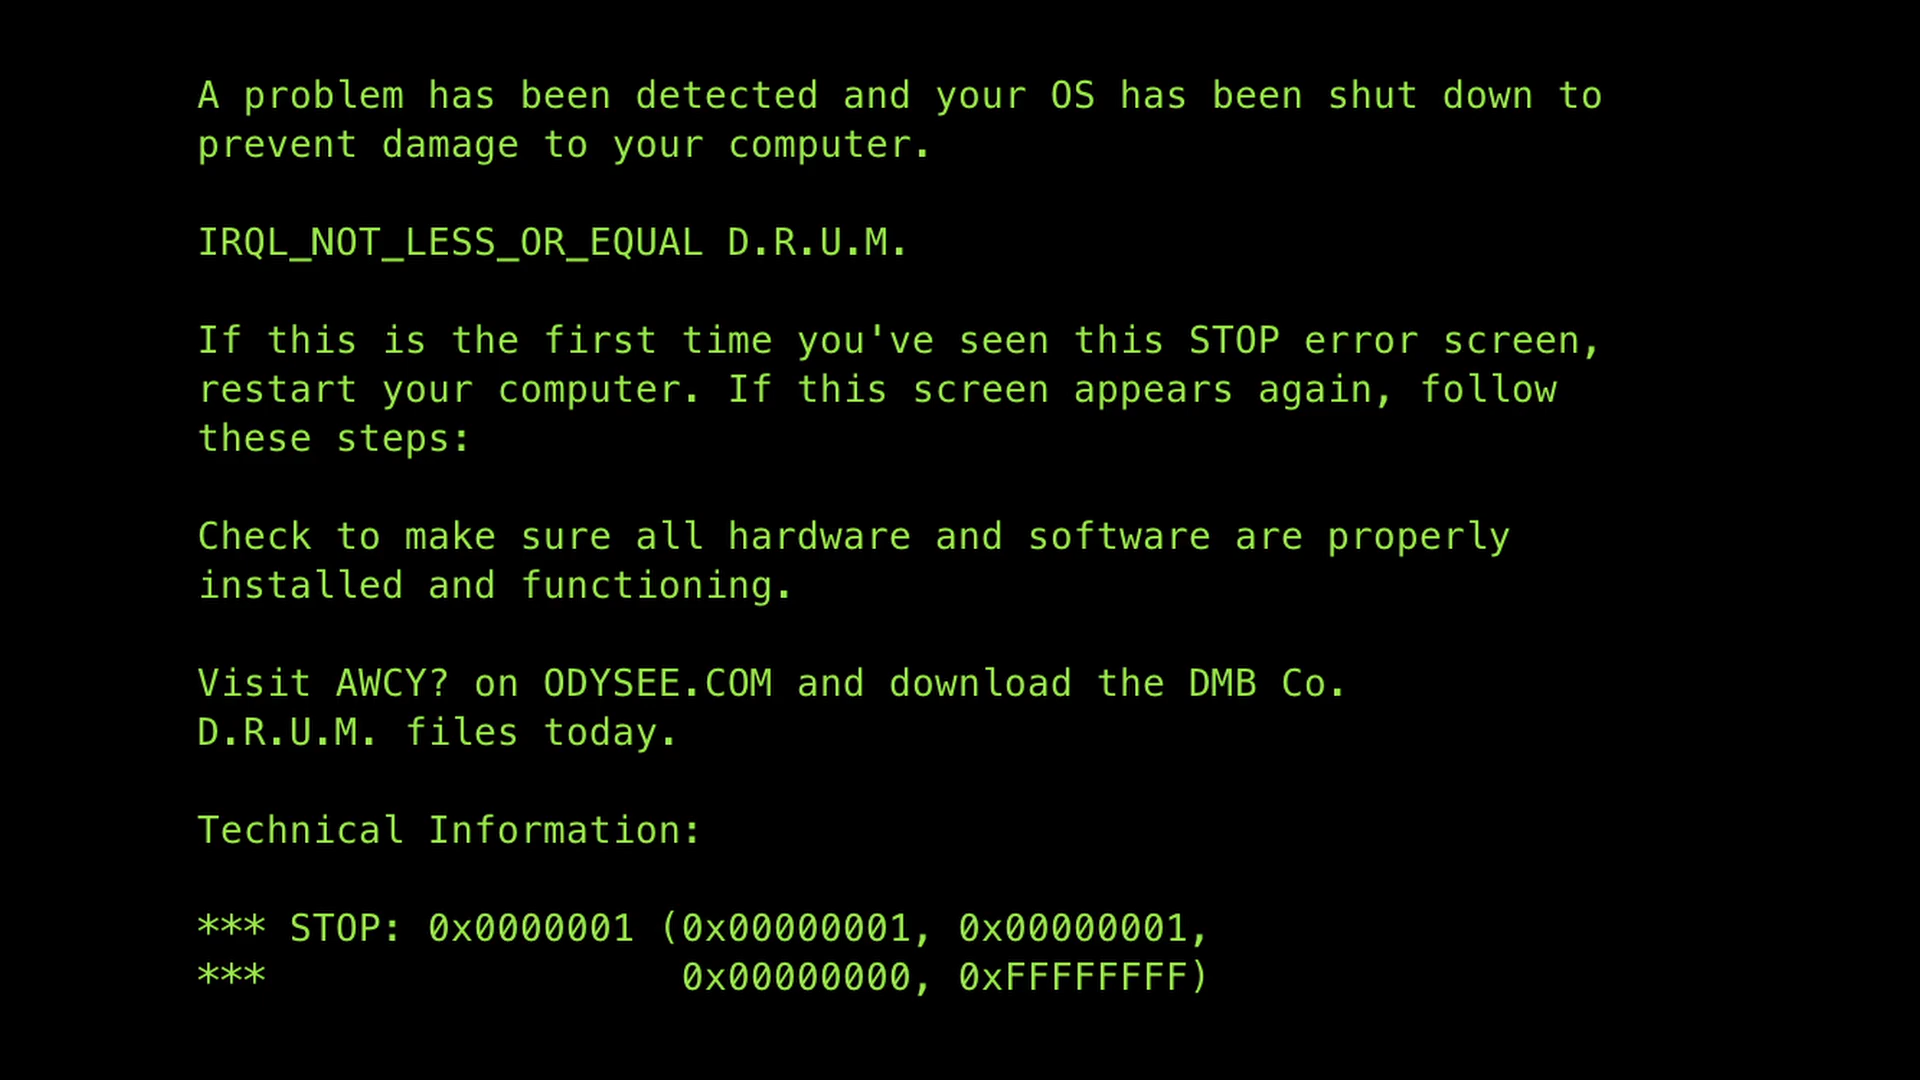 A problem has been detected and your OS has been shut down to
prevent damage to your computer.
IRQL_NOT_LESS_OR_EQUAL D.R.U.M.
If this is the first time you've seen this STOP error screen,
restart your computer. If this screen appears again, follow
these steps:
Check to make sure all hardware and software are properly
installed and functioning.
Visit AWCY? on ODYSEE.COM and download the DMB Co.
D.R.U.M. files today.
Technical Information:
*** STOP: 0x0000001 (0x00000001, 0x00000001,
*** 0x00000000, 0xFFFFFFFF)